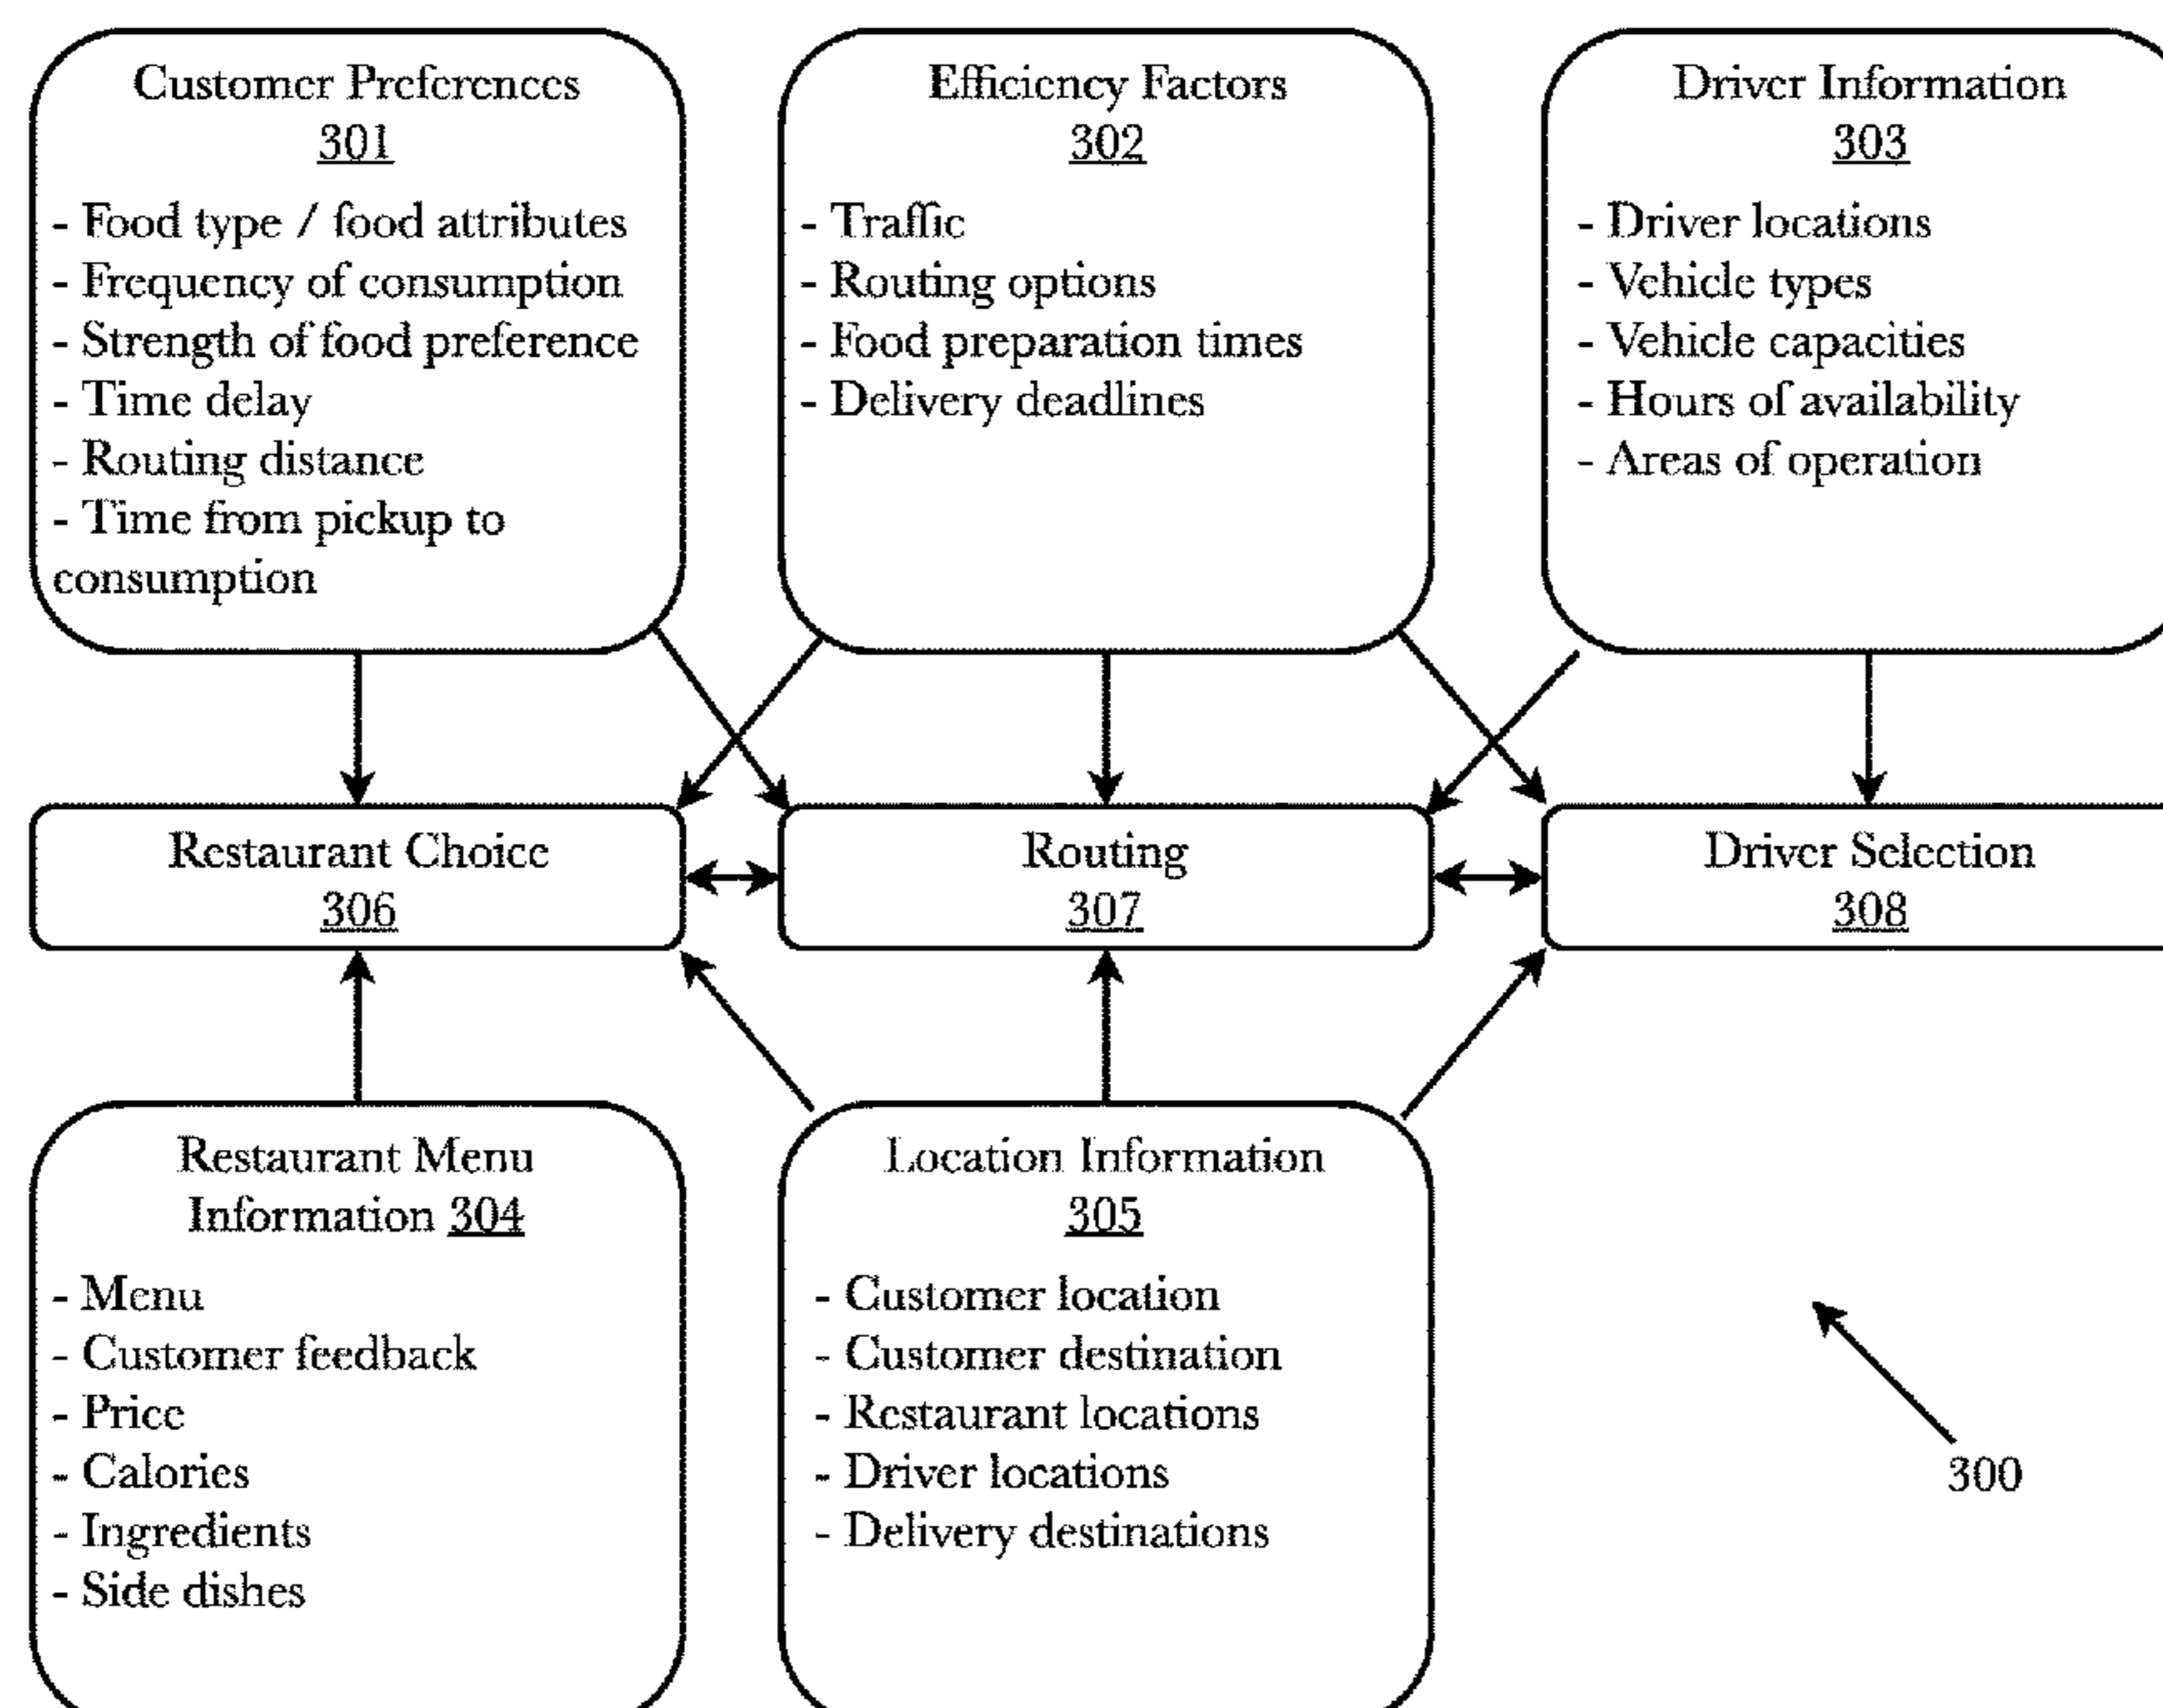 Customer Preferences
301
- Food type / food attributes
- Frequency of consumption
- Strength of food preference
- Time delay
- Routing distance
- Time from pickup to
consumption
Efficiency Factors
302
- Traffic
- Routing options
- Food preparation times
- Delivery deadlines
Driver Information
303
- Driver locations
- Vehicle types
- Vehicle capacities
- Hours of availability
- Areas of operation
Restaurant Choice
306
Routing
307
Driver Selection
308
Restaurant Menu
Information 304
- Menu
- Customer feedback
- Price
- Calories
- Ingredients
- Side dishes
Location Information
305
- Customer location
- Customer destination
- Restaurant locations
- Driver locations
- Delivery destinations
300